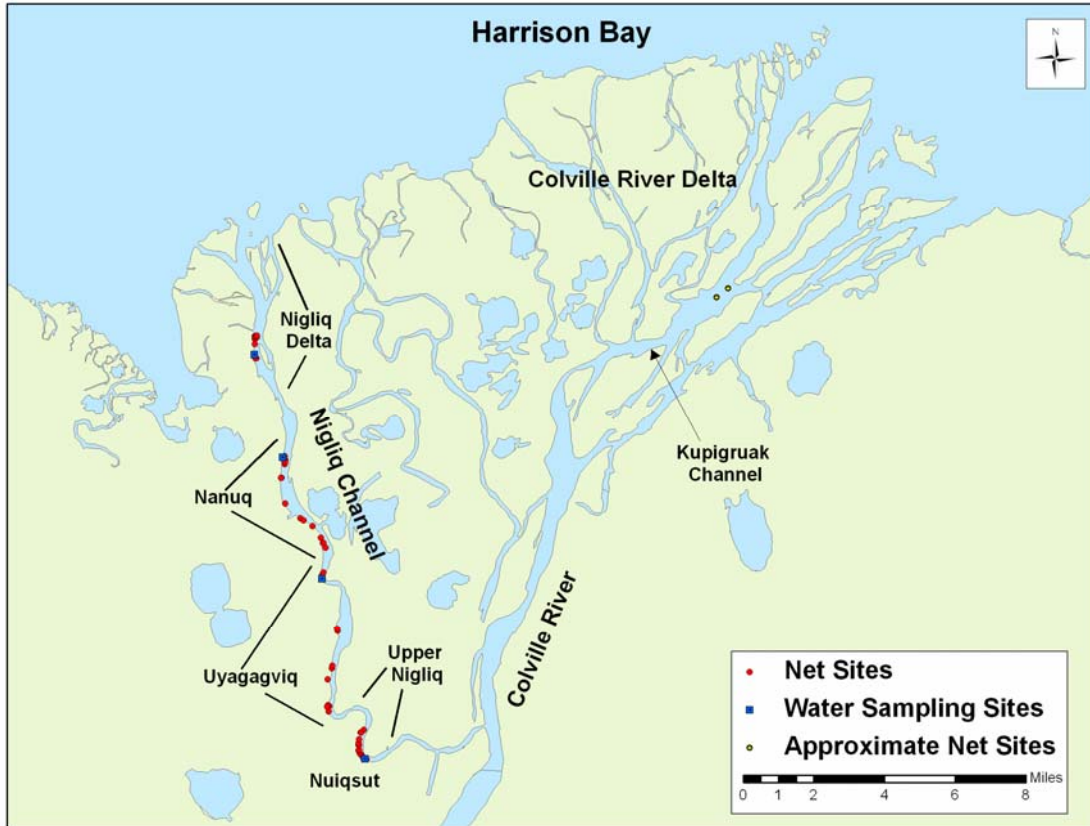 Harrison Bay
N
Colville River Delta
Nigliq
Delta
Nigliq Channel
Kupigruak
Channel
Nanuq
Colville River
Uyagagviq
Upper
Nigliq
Nuiqsut
Net Sites
Water Sampling Sites
Approximate Net Sites
Miles
0 1 2 4 6 8